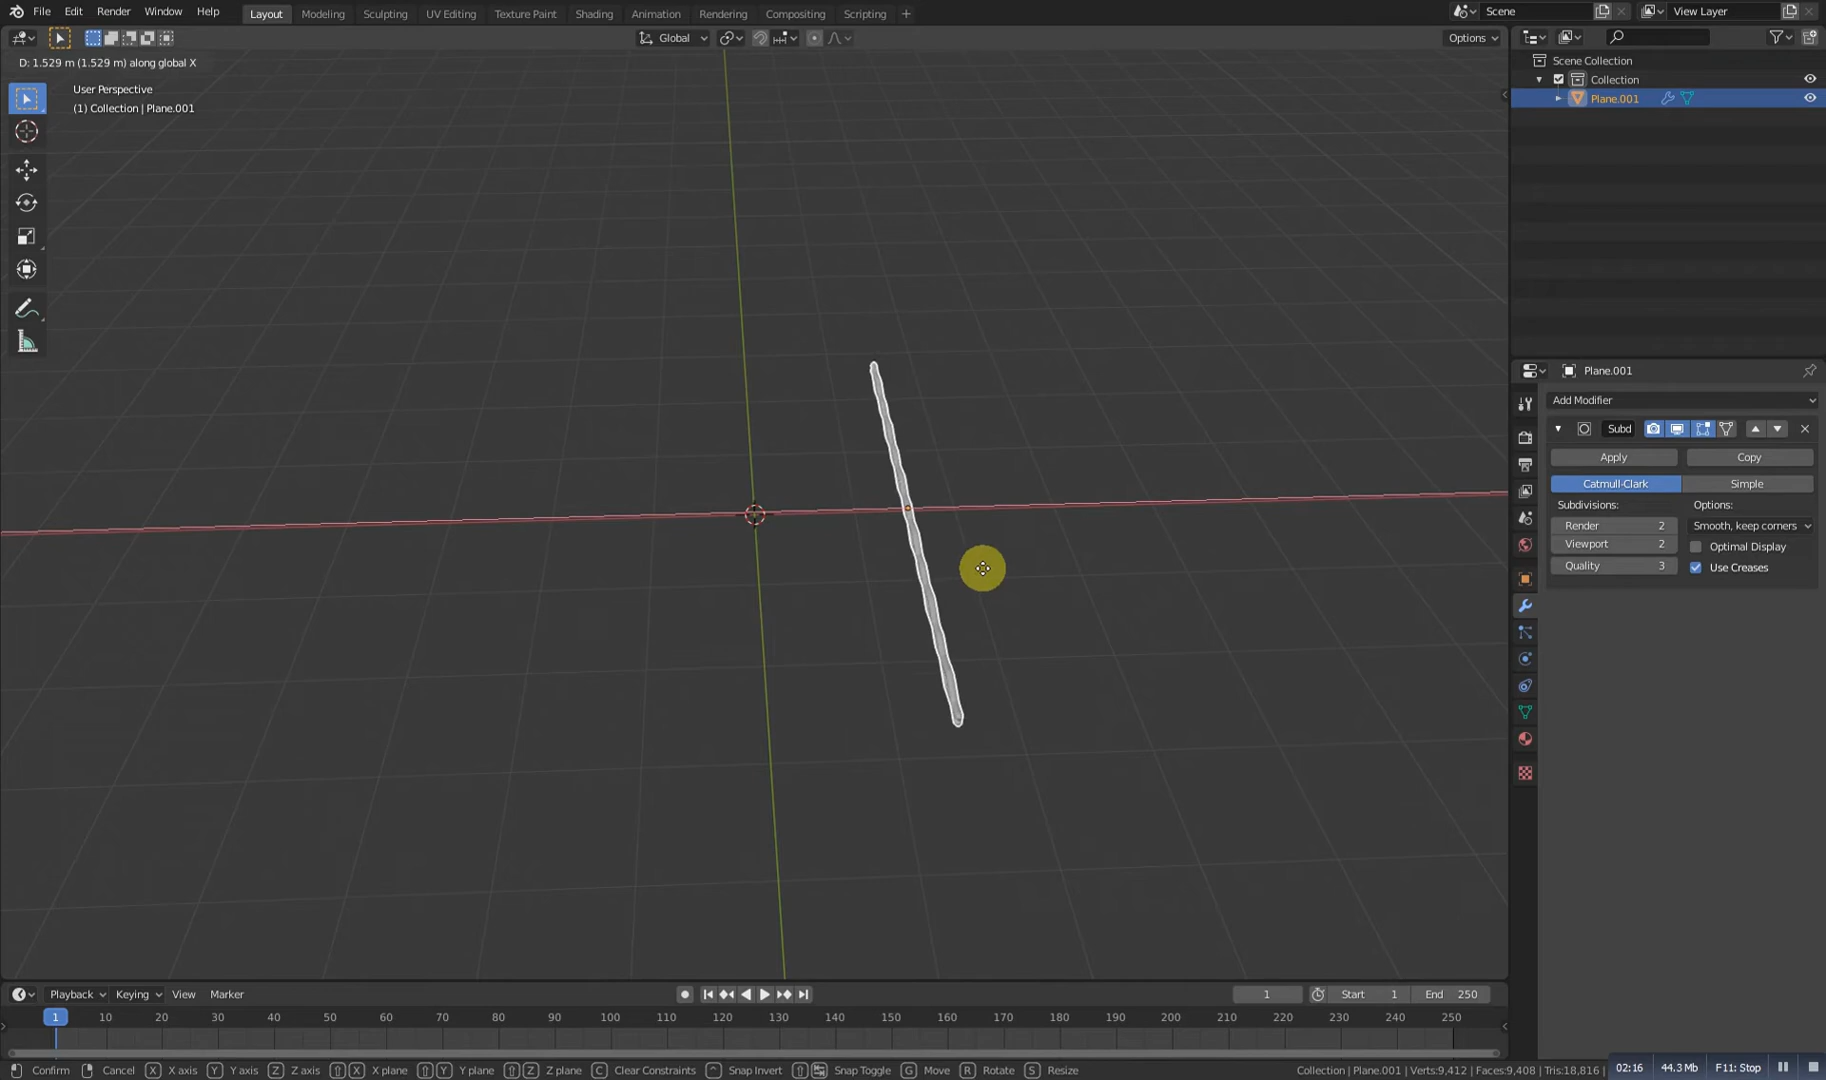 File Edit Render Window Help Layout Modeling Sculpting UV Editing Texture Paint Shading Animation Rendering Compositing Scripting + Scene View Layer
Global Options
D: 1.529 m (1.529 m) along global X
User Perspective
(1) Collection | Plane.001
Scene Collection
Collection
Plane.001
Plane.001
Add Modifier
Subd
Apply Copy
Catmull-Clark Simple
Subdivisions: Options:
Render 2 Smooth, keep corners
Viewport 2 Optimal Display
Quality 3 Use Creases
Playback Keying View Marker 1 Start 1 End 250
1 10 20 30 40 50 60 70 80 90 100 110 120 130 140 150 160 170 180 190 200 210 220 230 240 250
Confirm Cancel X X axis Y Y axis Z Z axis X X plane Y Y plane Z Z plane C Clear Constraints Snap Invert Snap Toggle G Move R Rotate S Resize Collection | Plane.001 | Verts:9,412 | Faces:9,408 | Tris:18,816 | 02:16 44.3 Mb F11: Stop